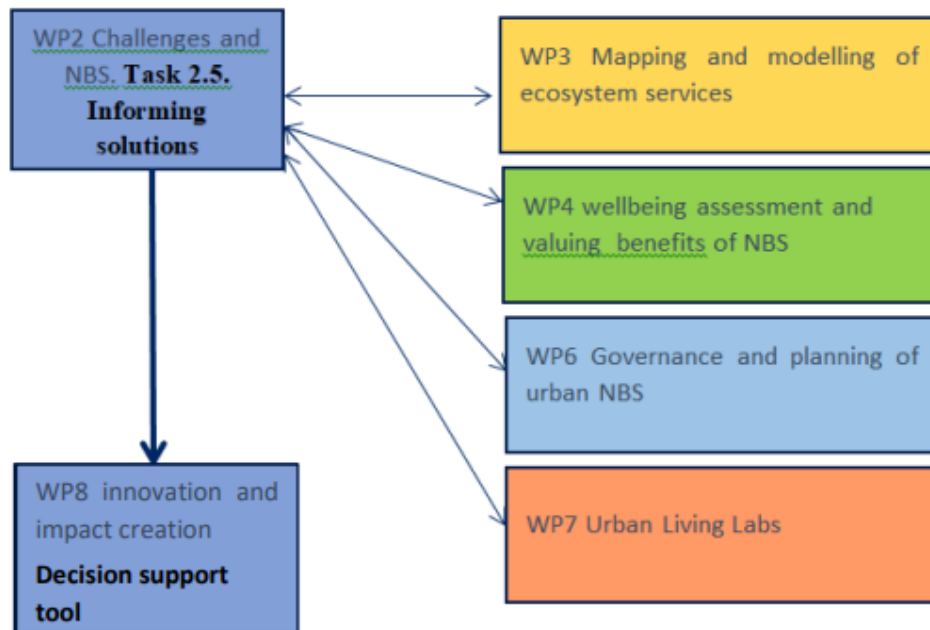 WP2 Challenges and
NBS. Task 2.5.
Informing
solutions
WP3 Mapping and modelling of
ecosystem services
WP4 wellbeing assessment and
valuing benefits of NBS
WP6 Governance and planning of
urban NBS
WP7 Urban Living Labs
WP8 innovation and
impact creation
Decision support
tool